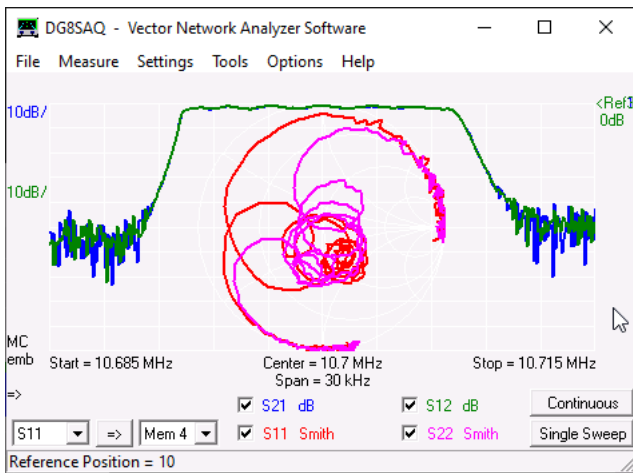 DG8SAQ - Vector Network Analyzer Software
File Measure Settings Tools Options Help
10dB/
<Ref1
0dB
10dB/
MC
emb
Start = 10.685 MHz
Center = 10.7 MHz
Stop = 10.715 MHz
Span = 30 kHz
=>
S21 dB
S12 dB
Continuous
S11
=>
Mem 4
S11 Smith
S22 Smith
Single Sweep
Reference Position = 10